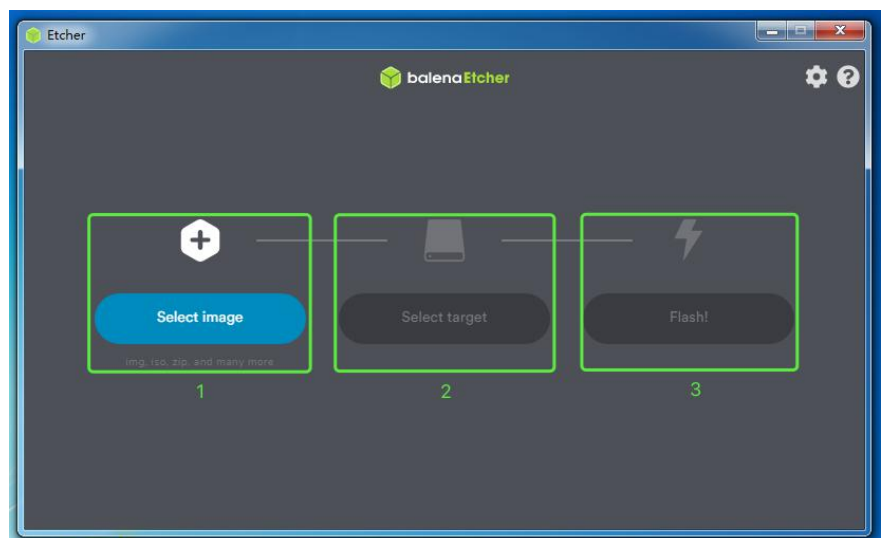 Etcher
balenaEtcher
Select image
Select target
Flash!
img, iso, zip, and many more
1
2
3